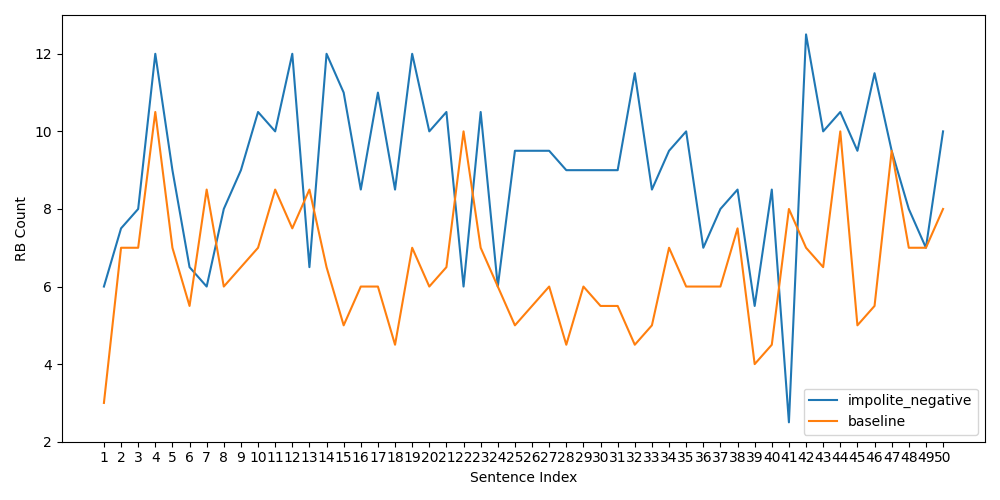 12
10
8
6
4
2
RB Count
1 2 3 4 5 6 7 8 9 10 11 12 13 14 15 16 17 18 19 20 21 22 23 24 25 26 27 28 29 30 31 32 33 34 35 36 37 38 39 40 41 42 43 44 45 46 47 48 49 50
Sentence Index
impolite_negative
baseline